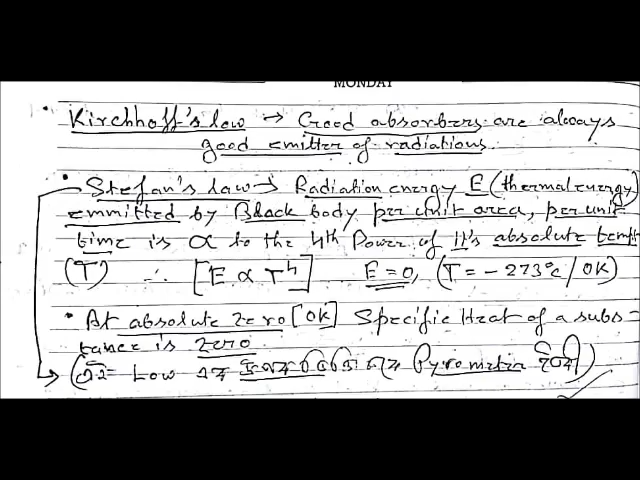 MONDAY
• Kirchhoff's law → Good absorbers are always
good emitter of radiations.
• Stefan's law → Radiation energy E (thermal energy)
emmitted by Black body per unit area, per unit
time is α to the 4th Power of it's absolute tempt
(T) ∴ [E ∝ T⁴] E = 0, (T = -273°c / 0K)
• At absolute zero [0K] Specific Heat of a subs-
tance is zero.
Low Pyrometer